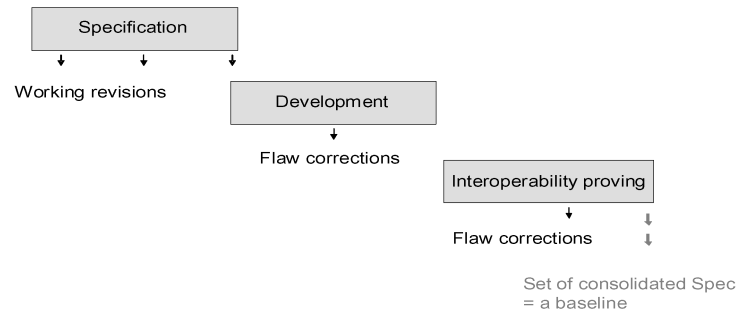 Specification
Working revisions
Development
Flaw corrections
Interoperability proving
Flaw corrections
Set of consolidated Spec
= a baseline